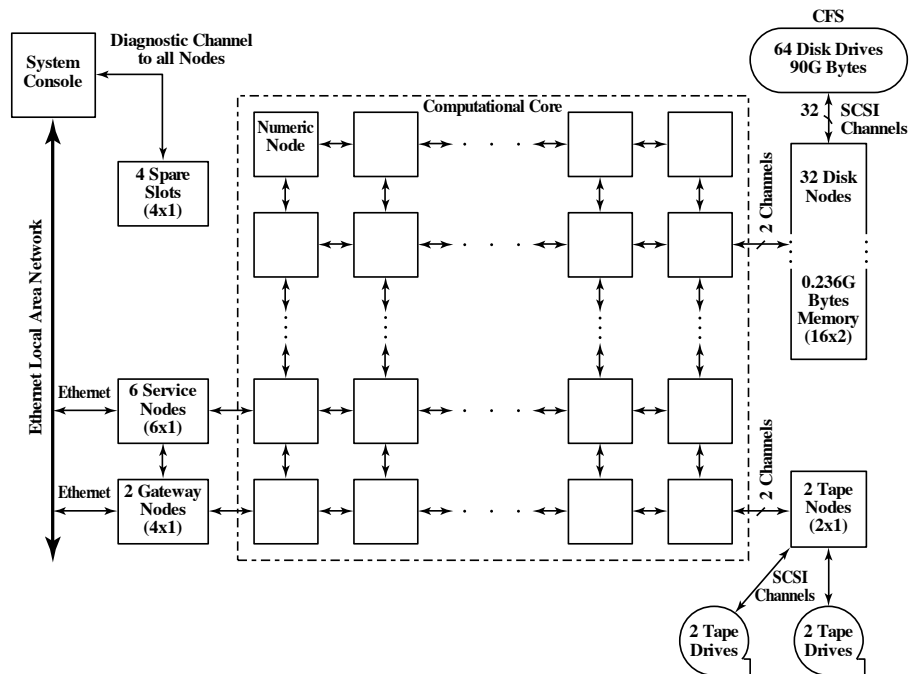 CFS
64 Disk Drives
90G Bytes
Diagnostic Channel
to all Nodes
System
Console
Computational Core
32
SCSI
Channels
Numeric
Node
4 Spare
Slots
(4x1)
2 Channels
32 Disk
Nodes
0.236G
Bytes
Memory
(16x2)
Ethernet Local Area Network
Ethernet
6 Service
Nodes
(6x1)
Ethernet
2 Gateway
Nodes
(4x1)
2 Channels
2 Tape
Nodes
(2x1)
SCSI
Channels
2 Tape
Drives
2 Tape
Drives